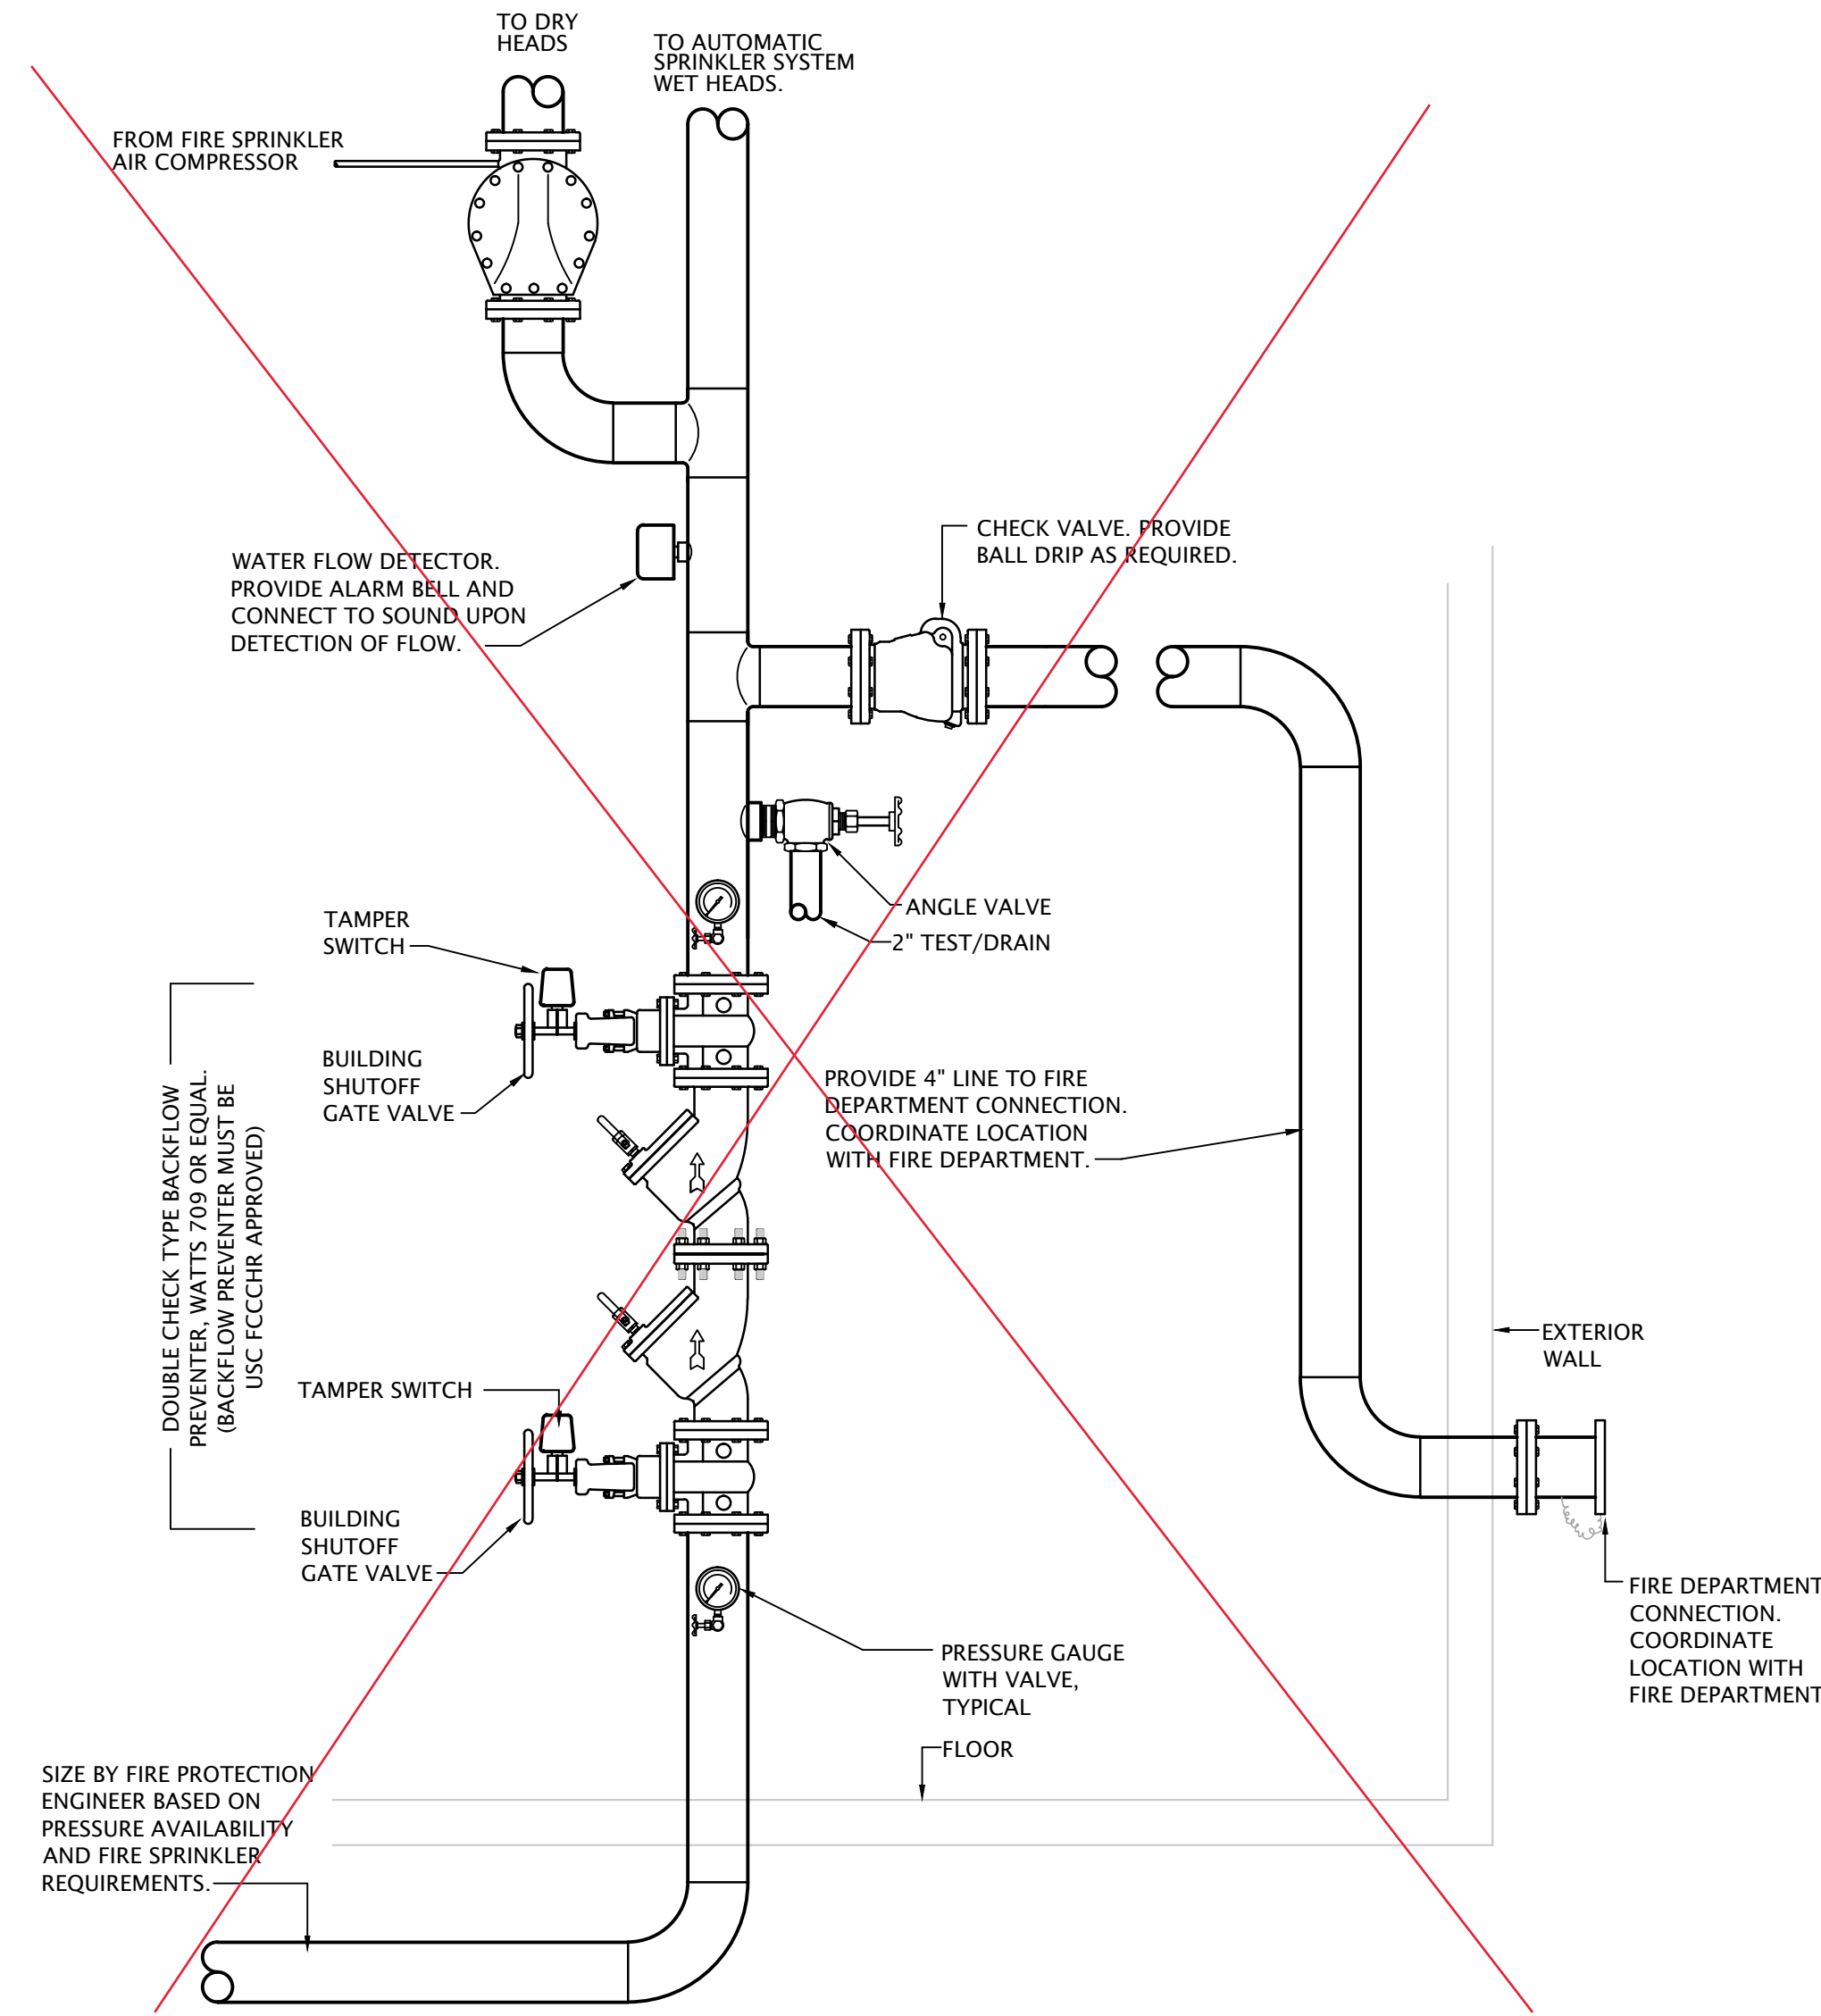 TO DRY
HEADS
TO AUTOMATIC
SPRINKLER SYSTEM
WET HEADS.
FROM FIRE SPRINKLER
AIR COMPRESSOR
CHECK VALVE. PROVIDE
BALL DRIP AS REQUIRED.
WATER FLOW DETECTOR.
PROVIDE ALARM BELL AND
CONNECT TO SOUND UPON
DETECTION OF FLOW.
ANGLE VALVE
2" TEST/DRAIN
TAMPER
SWITCH
BUILDING
SHUTOFF
GATE VALVE
DOUBLE CHECK TYPE BACKFLOW
PREVENTER, WATTS 709 OR EQUAL.
(BACKFLOW PREVENTER MUST BE
USC FCCCHR APPROVED)
PROVIDE 4" LINE TO FIRE
DEPARTMENT CONNECTION.
COORDINATE LOCATION
WITH FIRE DEPARTMENT.
EXTERIOR
WALL
TAMPER SWITCH
BUILDING
SHUTOFF
GATE VALVE
FIRE DEPARTMENT
CONNECTION.
COORDINATE
LOCATION WITH
FIRE DEPARTMENT
PRESSURE GAUGE
WITH VALVE,
TYPICAL
FLOOR
SIZE BY FIRE PROTECTION
ENGINEER BASED ON
PRESSURE AVAILABILITY
AND FIRE SPRINKLER
REQUIREMENTS.